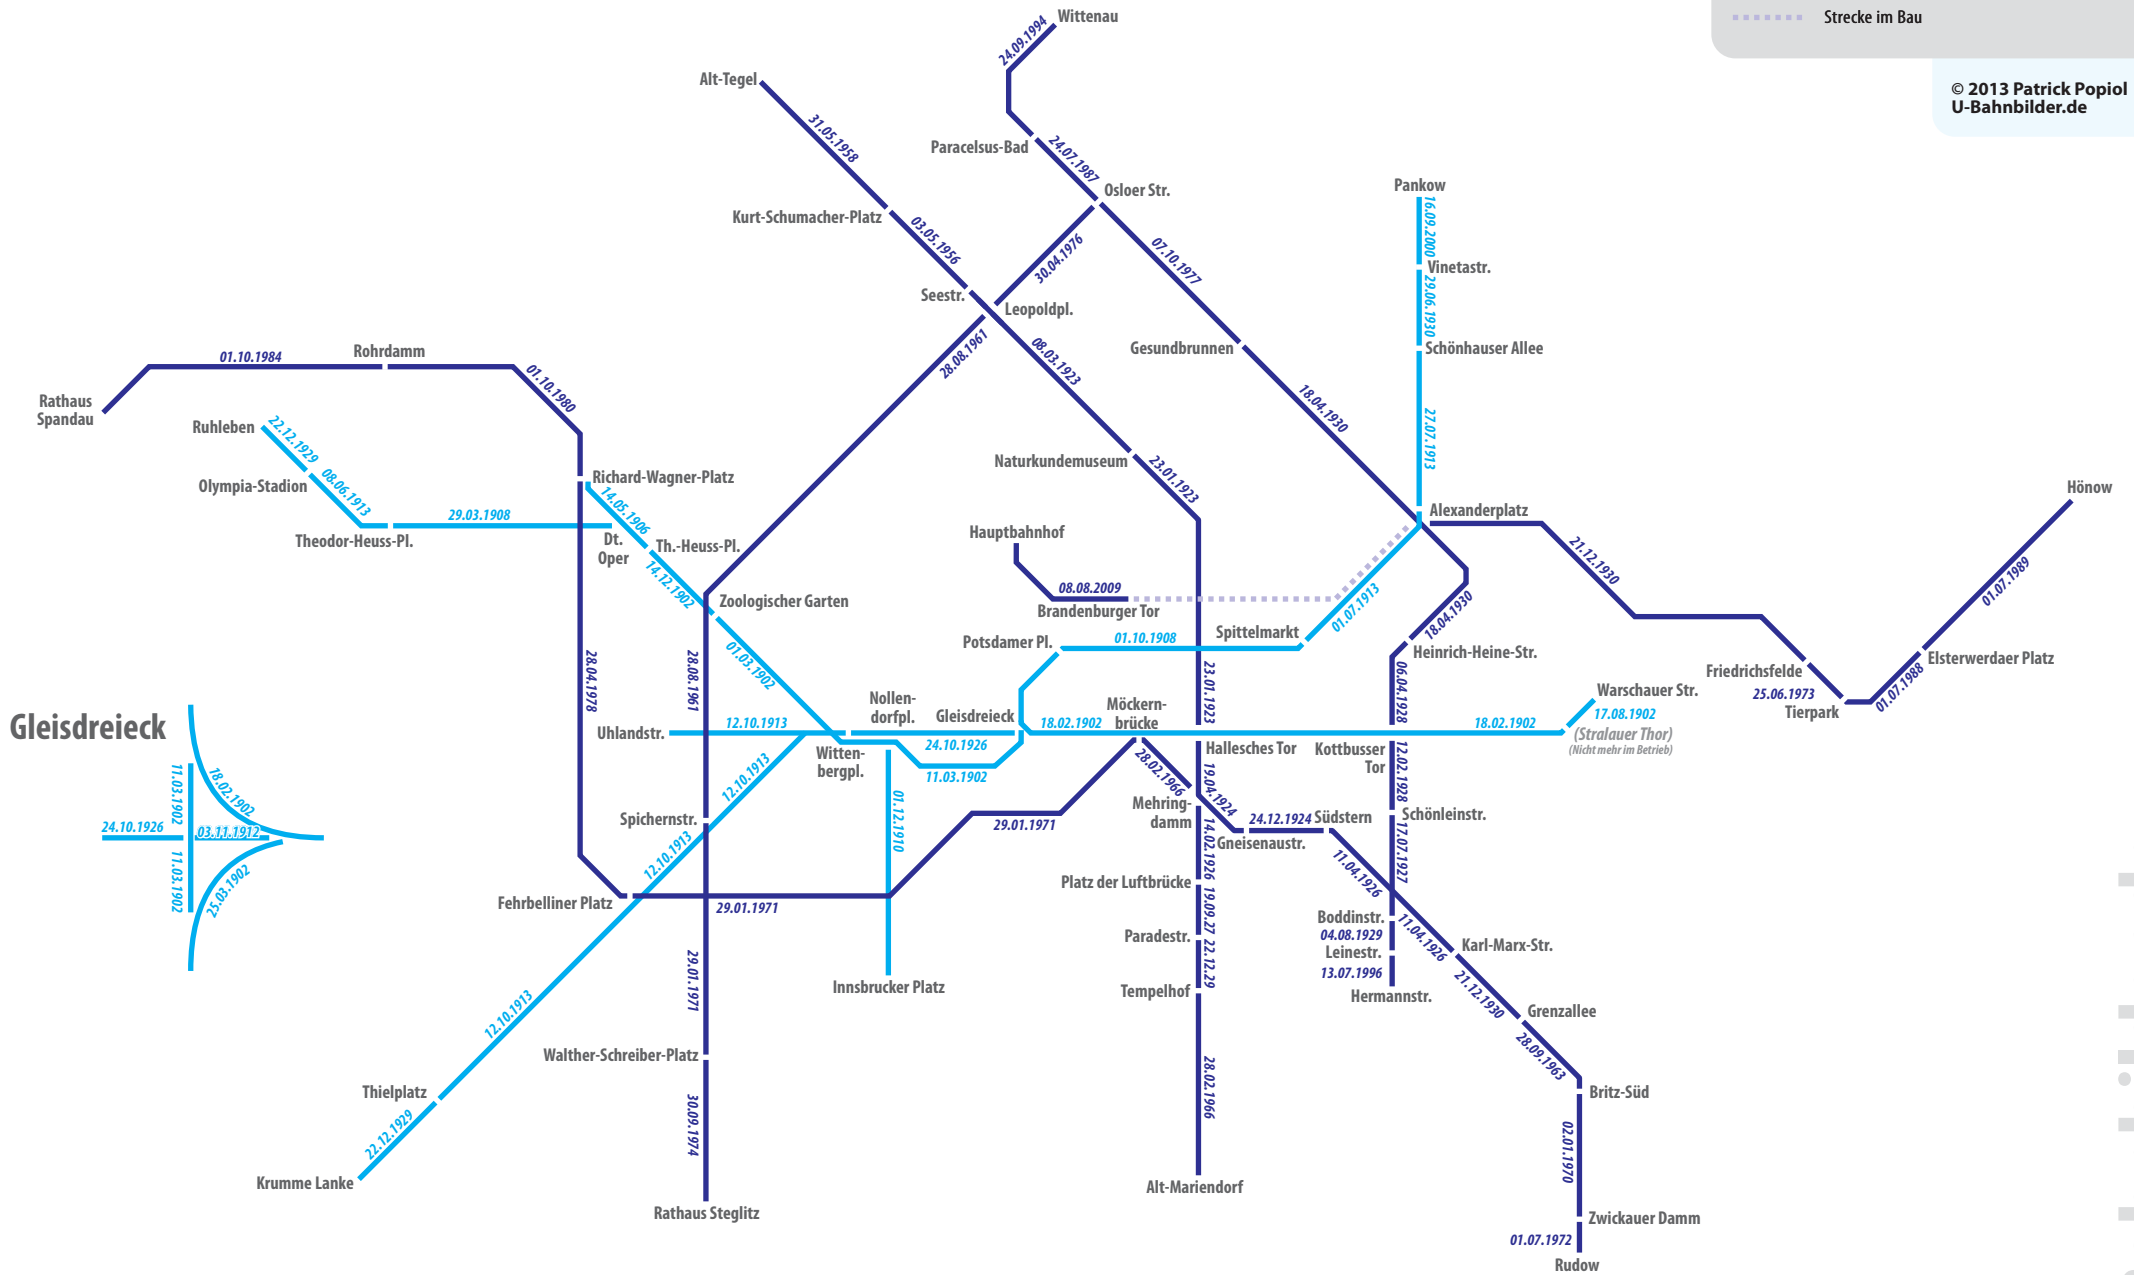 Strecke im Bau
© 2013 Patrick Popiol
U-Bahnbilder.de
Wittenau
24.09.1994
Alt-Tegel
31.05.1958
Paracelsus-Bad
24.07.1987
Osloer Str.
Kurt-Schumacher-Platz
03.05.1956
30.04.1976
07.10.1977
Pankow
16.09.2000
Vinetastr.
29.06.1930
Seestr.
Leopoldpl.
28.08.1961
08.03.1923
Gesundbrunnen
Schönhauser Allee
18.04.1930
27.07.1913
01.10.1984
Rohrdamm
01.10.1980
Rathaus
Spandau
Ruhleben
22.12.1929
Olympia-Stadion
08.06.1913
Richard-Wagner-Platz
14.05.1906
29.03.1908
Theodor-Heuss-Pl.
Dt.
Oper
Th.-Heuss-Pl.
14.12.1902
Naturkundemuseum
23.01.1923
Alexanderplatz
Hönow
Hauptbahnhof
08.08.2009
Brandenburger Tor
21.12.1930
01.07.1989
Zoologischer Garten
01.07.1913
Potsdamer Pl.
01.10.1908
Spittelmarkt
18.04.1930
Heinrich-Heine-Str.
28.04.1978
28.08.1961
01.03.1902
23.01.1923
06.04.1928
Friedrichsfelde
25.06.1973
Tierpark
01.07.1988
Elsterwerdaer Platz
Nollen-
dorfpl.
Gleisdreieck
Möckern-
brücke
Warschauer Str.
17.08.1902
(Stralauer Thor)
(Nicht mehr im Betrieb)
Uhlandstr.
12.10.1913
24.10.1926
18.02.1902
18.02.1902
Witten-
bergpl.
11.03.1902
Hallesches Tor
Kottbusser
Tor
12.10.1913
28.02.1966
19.04.1924
12.02.1928
Gleisdreieck
11.03.1902
18.02.1902
24.10.1926
03.11.1912
11.03.1902
25.03.1902
Spichernstr.
01.12.1910
29.01.1971
Mehring-
damm
24.12.1924
Südstern
Schönleinstr.
Gneisenaustr.
12.10.1913
14.02.1926
11.04.1926
17.07.1927
Fehrbelliner Platz
29.01.1971
Platz der Luftbrücke
19.09.27
Boddinstr.
04.08.1929
11.04.1926
Paradestr.
22.12.29
Leinestr.
13.07.1996
Karl-Marx-Str.
29.01.1971
Innsbrucker Platz
Tempelhof
Hermannstr.
21.12.1930
Grenzallee
12.10.1913
Walther-Schreiber-Platz
28.09.1963
Thielplatz
22.12.1929
30.09.1974
28.02.1966
Britz-Süd
02.01.1970
Krumme Lanke
Alt-Mariendorf
Rathaus Steglitz
Zwickauer Damm
01.07.1972
Rudow